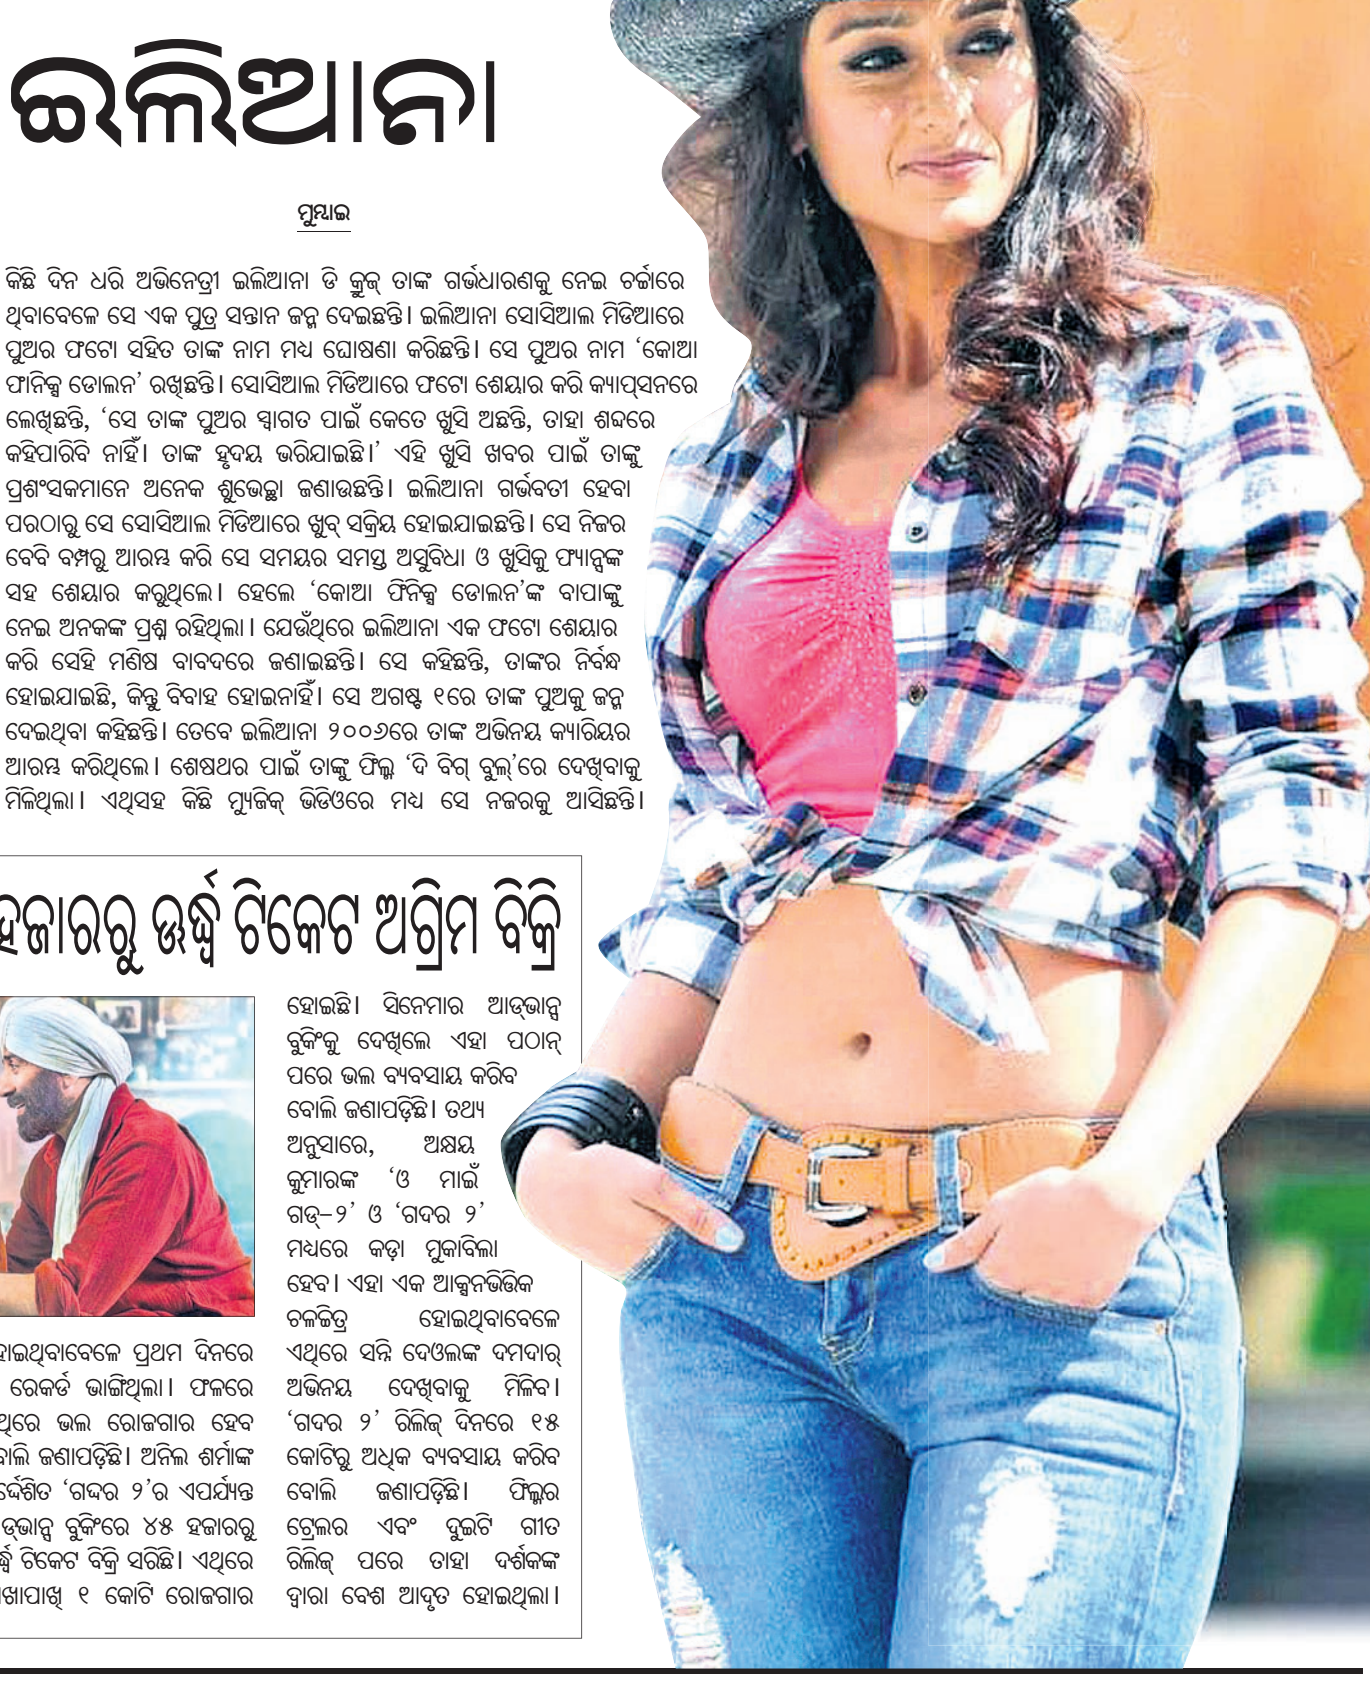 ଇଲିଆନା
ମୁମ୍ବାଇ
କିଛି ଦିନ ଧରି ଅଭିନେତ୍ରୀ ଇଲିଆନା ଡି କ୍ରୁଜ୍ ତାଙ୍କ ଗର୍ଭଧାରଣକୁ ନେଇ ଚର୍ଚ୍ଚାରେ
ଥିବାବେଳେ ସେ ଏକ ପୁତ୍ର ସନ୍ତାନ ଜନ୍ମ ଦେଇଛନ୍ତି। ଇଲିଆନା ସୋସିଆଲ ମିଡିଆରେ
ପୁଅର ଫଟୋ ସହିତ ତାଙ୍କ ନାମ ମଧ୍ୟ ଘୋଷଣା କରିଛନ୍ତି। ସେ ପୁଅର ନାମ ‘କୋଆ
ଫାନିକ୍ସ ଡୋଲନ’ ରଖିଛନ୍ତି। ସୋସିଆଲ ମିଡିଆରେ ଫଟୋ ଶେୟାର କରି କ୍ୟାପ୍‌ସନରେ
ଲେଖିଛନ୍ତି, ‘ସେ ତାଙ୍କ ପୁଅର ସ୍ୱାଗତ ପାଇଁ କେତେ ଖୁସି ଅଛନ୍ତି, ତାହା ଶବ୍ଦରେ
କହିପାରିବି ନାହିଁ। ତାଙ୍କ ହୃଦୟ ଭରିଯାଇଛି।’ ଏହି ଖୁସି ଖବର ପାଇଁ ତାଙ୍କୁ
ପ୍ରଶଂସକମାନେ ଅନେକ ଶୁଭେଚ୍ଛା ଜଣାଉଛନ୍ତି। ଇଲିଆନା ଗର୍ଭବତୀ ହେବା
ପରଠାରୁ ସେ ସୋସିଆଲ ମିଡିଆରେ ଖୁବ୍ ସକ୍ରିୟ ହୋଇଯାଇଛନ୍ତି। ସେ ନିଜର
ବେବି ବମ୍ପରୁ ଆରମ୍ଭ କରି ସେ ସମୟର ସମସ୍ତ ଅସୁବିଧା ଓ ଖୁସିକୁ ଫ୍ୟାନ୍ସଙ୍କ
ସହ ଶେୟାର କରୁଥିଲେ। ହେଲେ ‘କୋଆ ଫିନିକ୍ସ ଡୋଲନ’ଙ୍କ ବାପାଙ୍କୁ
ନେଇ ଅନକଙ୍କ ପ୍ରଶ୍ନ ରହିଥିଲା। ଯେଉଁଥିରେ ଇଲିଆନା ଏକ ଫଟୋ ଶେୟାର
କରି ସେହି ମଣିଷ ବାବଦରେ ଜଣାଇଛନ୍ତି। ସେ କହିଛନ୍ତି, ତାଙ୍କର ନିର୍ବନ୍ଧ
ହୋଇଯାଇଛି, କିନ୍ତୁ ବିବାହ ହୋଇନାହିଁ। ସେ ଅଗଷ୍ଟ ୧ରେ ତାଙ୍କ ପୁଅକୁ ଜନ୍ମ
ଦେଇଥିବା କହିଛନ୍ତି। ତେବେ ଇଲିଆନା ୨୦୦୬ରେ ତାଙ୍କ ଅଭିନୟ କ୍ୟାରିୟର
ଆରମ୍ଭ କରିଥିଲେ। ଶେଷଥର ପାଇଁ ତାଙ୍କୁ ଫିଲ୍ମ ‘ଦି ବିଗ୍ ବୁଲ୍’ରେ ଦେଖିବାକୁ
ମିଳିଥିଲା। ଏଥିସହ କିଛି ମ୍ୟୁଜିକ୍ ଭିଡିଓରେ ମଧ୍ୟ ସେ ନଜରକୁ ଆସିଛନ୍ତି।
ହଜାରରୁ ଊର୍ଦ୍ଧ୍ୱ ଟିକେଟ ଅଗ୍ରିମ ବିକ୍ରି
ହୋଇଥିବାବେଳେ ପ୍ରଥମ ଦିନରେ
ରେକର୍ଡ ଭାଙ୍ଗିଥିଲା। ଫଳରେ
ଭଲ ରୋଜଗାର ହେବ
ଜଣାପଡ଼ିଛି। ଅନିଲ ଶର୍ମାଙ୍କ
‘ଗଦ୍ଦର ୨’ର ଏପର୍ଯ୍ୟନ୍ତ
ବୁକିଂରେ ୪୫ ହଜାରରୁ
ଟିକେଟ ବିକ୍ରି ସରିଛି। ଏଥିରେ
୧ କୋଟି ରୋଜଗାର
ହୋଇଛି। ସିନେମାର ଆଡ୍‌ଭାନ୍ସ
ବୁକିଂକୁ ଦେଖିଲେ ଏହା ପଠାନ୍
ପରେ ଭଲ ବ୍ୟବସାୟ କରିବ
ବୋଲି ଜଣାପଡ଼ିଛି। ତଥ୍ୟ
ଅନୁସାରେ, ଅକ୍ଷୟ
କୁମାରଙ୍କ ‘ଓ ମାଇଁ
ଗଡ୍-୨’ ଓ ‘ଗଦର ୨’
ମଧ୍ୟରେ କଡ଼ା ମୁକାବିଲା
ହେବ। ଏହା ଏକ ଆକ୍ସନଭିତ୍ତିକ
ଚଳଚ୍ଚିତ୍ର ହୋଇଥିବାବେଳେ
ଏଥିରେ ସନ୍ନି ଦେଓଲଙ୍କ ଦମଦାର୍
ଅଭିନୟ ଦେଖିବାକୁ ମିଳିବ।
‘ଗଦର ୨’ ରିଲିଜ୍ ଦିନରେ ୧୫
କୋଟିରୁ ଅଧିକ ବ୍ୟବସାୟ କରିବ
ବୋଲି ଜଣାପଡ଼ିଛି। ଫିଲ୍ମର
ଟ୍ରେଲର ଏବଂ ଦୁଇଟି ଗୀତ
ରିଲିଜ୍ ପରେ ତାହା ଦର୍ଶକଙ୍କ
ଦ୍ୱାରା ବେଶ ଆଦୃତ ହୋଇଥିଲା।